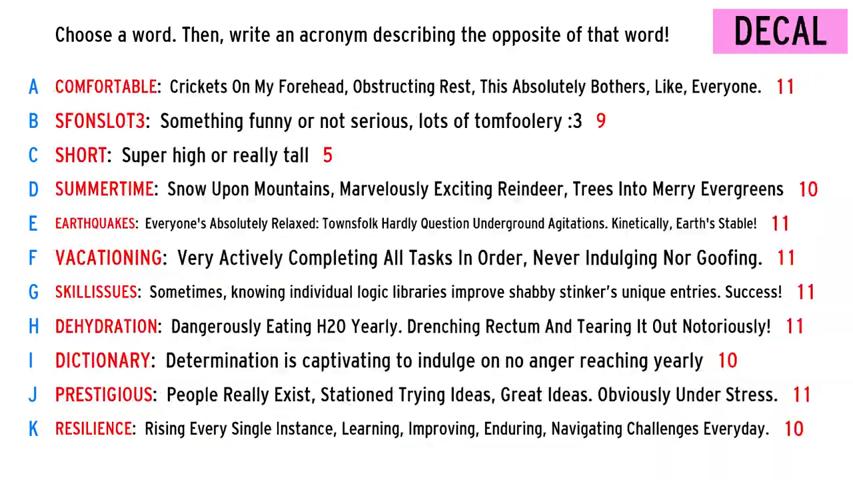 Choose a word. Then, write an acronym describing the opposite of that word!
DECAL
A COMFORTABLE: Crickets On My Forehead, Obstructing Rest, This Absolutely Bothers, Like, Everyone. 11
B SFONSLOT3: Something funny or not serious, lots of tomfoolery :3 9
C SHORT: Super high or really tall 5
D SUMMERTIME: Snow Upon Mountains, Marvelously Exciting Reindeer, Trees Into Merry Evergreens 10
E EARTHQUAKES: Everyone's Absolutely Relaxed: Townsfolk Hardly Question Underground Agitations. Kinetically, Earth's Stable! 11
F VACATIONING: Very Actively Completing All Tasks In Order, Never Indulging Nor Goofing. 11
G SKILLISSUES: Sometimes, knowing individual logic libraries improve shabby stinker's unique entries. Success! 11
H DEHYDRATION: Dangerously Eating H20 Yearly. Drenching Rectum And Tearing It Out Notoriously! 11
I DICTIONARY: Determination is captivating to indulge on no anger reaching yearly 10
J PRESTIGIOUS: People Really Exist, Stationed Trying Ideas, Great Ideas. Obviously Under Stress. 11
K RESILIENCE: Rising Every Single Instance, Learning, Improving, Enduring, Navigating Challenges Everyday. 10